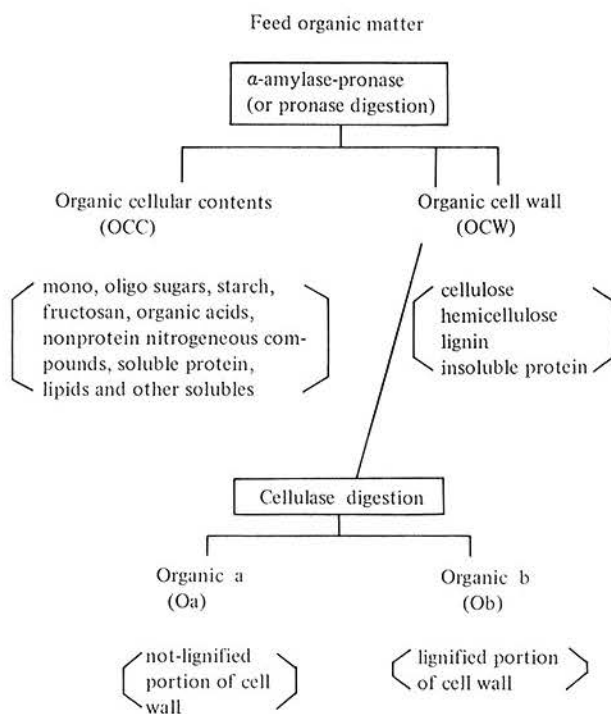 Feed organic matter
α-amylase-pronase
(or pronase digestion)
Organic cellular contents
(OCC)
Organic cell wall
(OCW)
mono, oligo sugars, starch,
fructosan, organic acids,
nonprotein nitrogeneous com-
pounds, soluble protein,
lipids and other solubles
cellulose
hemicellulose
lignin
insoluble protein
Cellulase digestion
Organic a
(Oa)
Organic b
(Ob)
not-lignified
portion of cell
wall
lignified portion
of cell wall